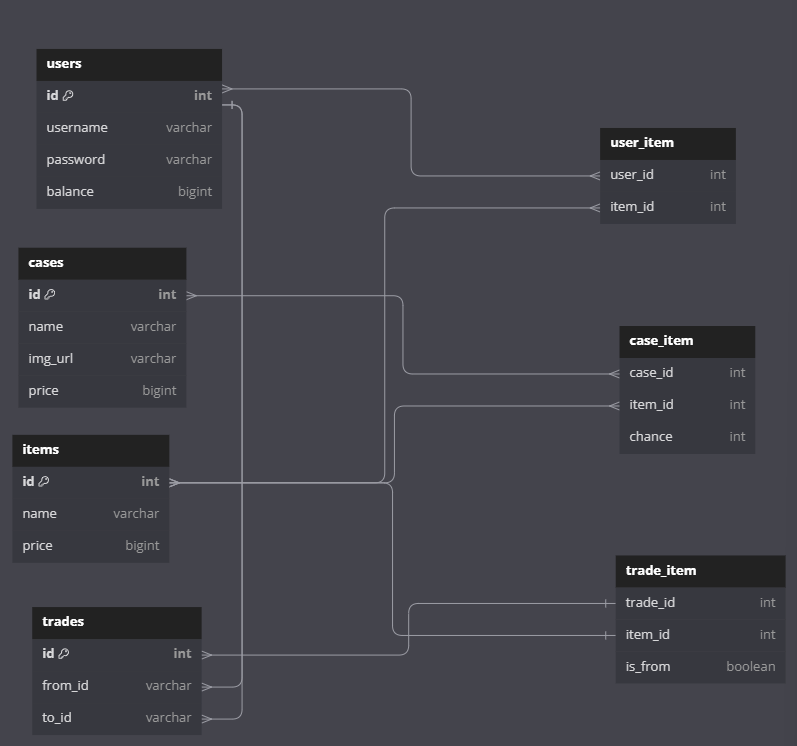 users
id int
username varchar
password varchar
balance bigint
user_item
user_id int
item_id int
cases
id int
name varchar
img_url varchar
price bigint
case_item
case_id int
item_id int
chance int
items
id int
name varchar
price bigint
trade_item
trade_id int
item_id int
is_from boolean
trades
id int
from_id varchar
to_id varchar